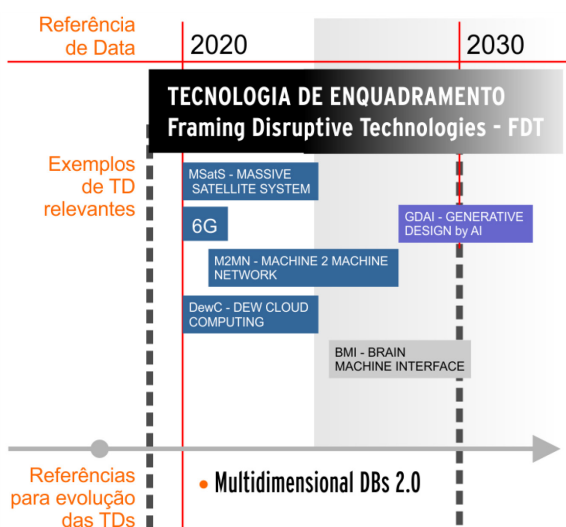 Referência
de Data
2020
2030
TECNOLOGIA DE ENQUADRAMENTO
Framing Disruptive Technologies - FDT
Exemplos
de TD
relevantes
MSatS - MASSIVE
SATELLITE SYSTEM
6G
GDAI - GENERATIVE
DESIGN by AI
M2MN - MACHINE 2 MACHINE
NETWORK
DewC - DEW CLOUD
COMPUTING
BMI - BRAIN
MACHINE INTERFACE
Referências
para evolução
das TDs
• Multidimensional DBs 2.0